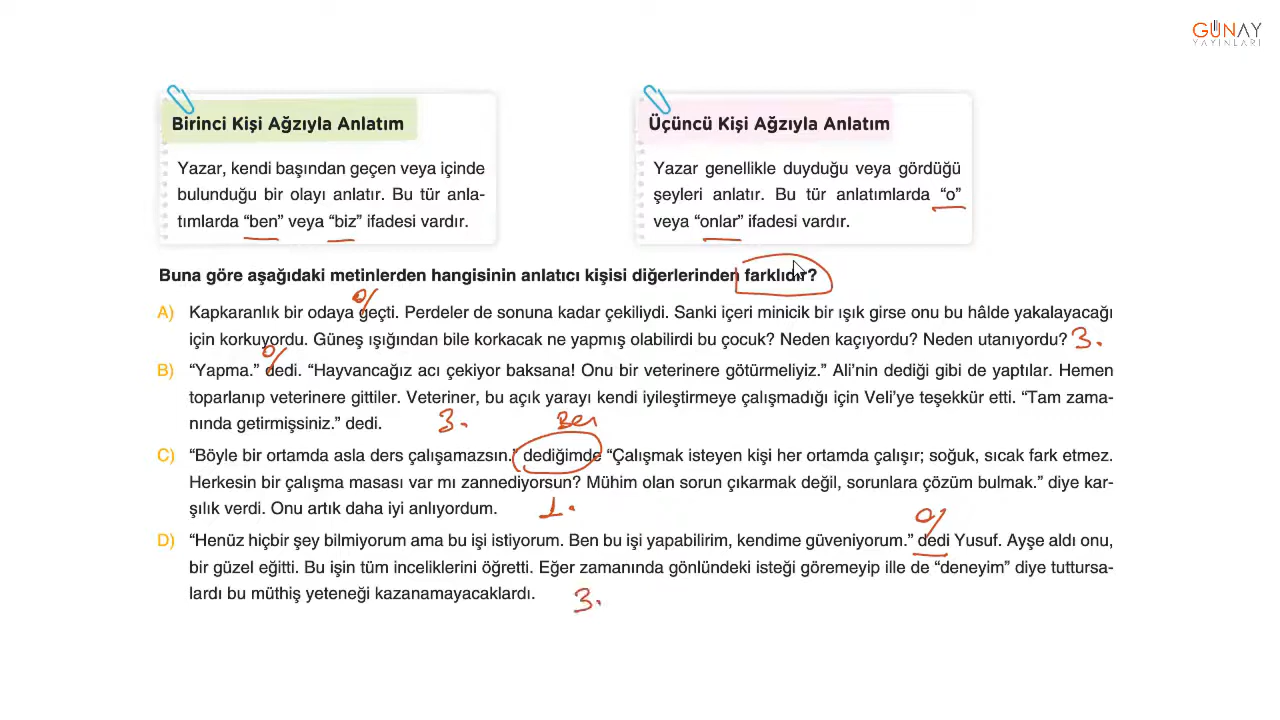 GÜNAY
YAYINLARI
Birinci Kişi Ağzıyla Anlatım
Yazar, kendi başından geçen veya içinde
bulunduğu bir olayı anlatır. Bu tür anla-
tımlarda “ben” veya “biz” ifadesi vardır.
Üçüncü Kişi Ağzıyla Anlatım
Yazar genellikle duyduğu veya gördüğü
şeyleri anlatır. Bu tür anlatımlarda “o”
veya “onlar” ifadesi vardır.
Buna göre aşağıdaki metinlerden hangisinin anlatıcı kişisi diğerlerinden farklıdır?
o
A) Kapkaranlık bir odaya geçti. Perdeler de sonuna kadar çekiliydi. Sanki içeri minicik bir ışık girse onu bu hâlde yakalayacağı
için korkuyordu. Güneş ışığından bile korkacak ne yapmış olabilirdi bu çocuk? Neden kaçıyordu? Neden utanıyordu? 3.
o
B) “Yapma.” dedi. “Hayvancağız acı çekiyor baksana! Onu bir veterinere götürmeliyiz.” Ali’nin dediği gibi de yaptılar. Hemen
toparlanıp veterinere gittiler. Veteriner, bu açık yarayı kendi iyileştirmeye çalışmadığı için Veli’ye teşekkür etti. “Tam zama-
nında getirmişsiniz.” dedi. 3.
Ben
C) “Böyle bir ortamda asla ders çalışamazsın.” dediğimde “Çalışmak isteyen kişi her ortamda çalışır; soğuk, sıcak fark etmez.
Herkesin bir çalışma masası var mı zannediyorsun? Mühim olan sorun çıkarmak değil, sorunlara çözüm bulmak.” diye kar-
şılık verdi. Onu artık daha iyi anlıyordum. 1.
o
D) “Henüz hiçbir şey bilmiyorum ama bu işi istiyorum. Ben bu işi yapabilirim, kendime güveniyorum.” dedi Yusuf. Ayşe aldı onu,
bir güzel eğitti. Bu işin tüm inceliklerini öğretti. Eğer zamanında gönlündeki isteği göremeyip ille de “deneyim” diye tuttursa-
lardı bu müthiş yeteneği kazanamayacaklardı. 3.